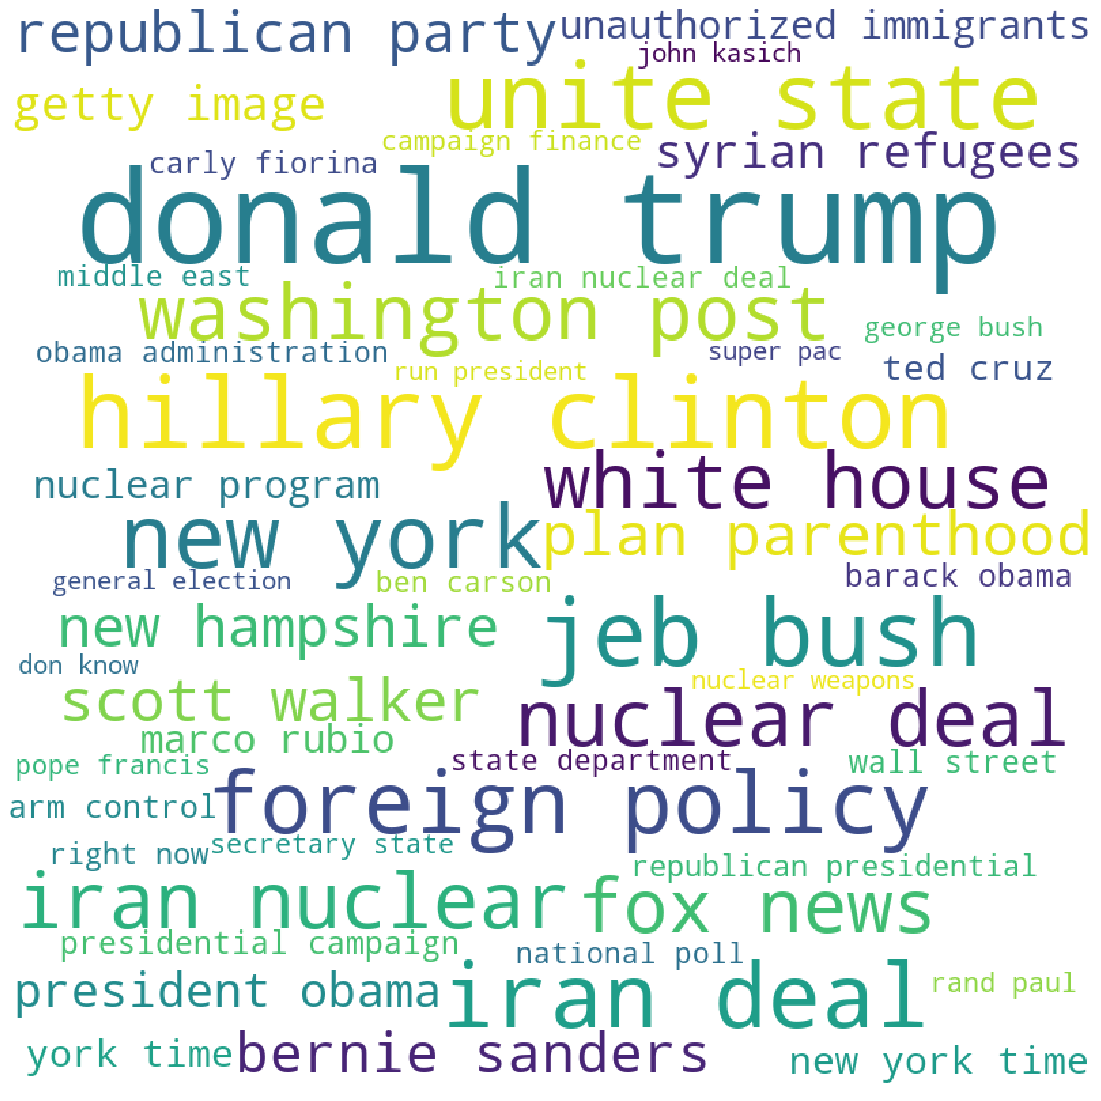 republican party
unauthorized immigrants
john kasich
unite state
getty image
campaign finance
syrian refugees
carly fiorina
donald trump
middle east
iran nuclear deal
washington post
george bush
obama administration
super pac
run president
ted cruz
hillary clinton
white house
nuclear program
new york
plan parenthood
general election
ben carson
barack obama
new hampshire
jeb bush
don know
scott walker
nuclear weapons
nuclear deal
marco rubio
pope francis
state department
wall street
arm control
foreign policy
right now
secretary state
republican presidential
iran nuclear
fox news
presidential campaign
national poll
president obama
iran deal
rand paul
york time
bernie sanders
new york time